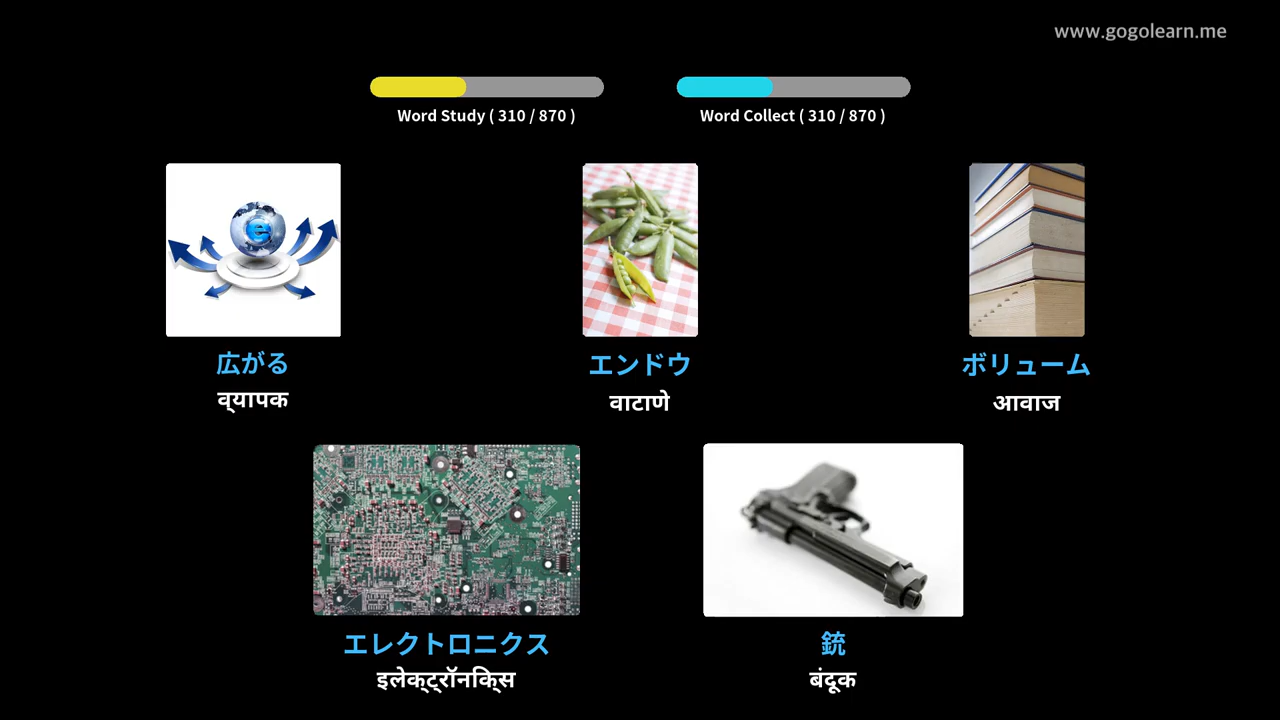 www.gogolearn.me
Word Study ( 310 / 870 )
Word Collect ( 310 / 870 )
広がる
व्यापक
エンドウ
वाटाणे
ボリューム
आवाज
エレクトロニクス
इलेक्ट्रॉनिक्स
銃
बंदूक